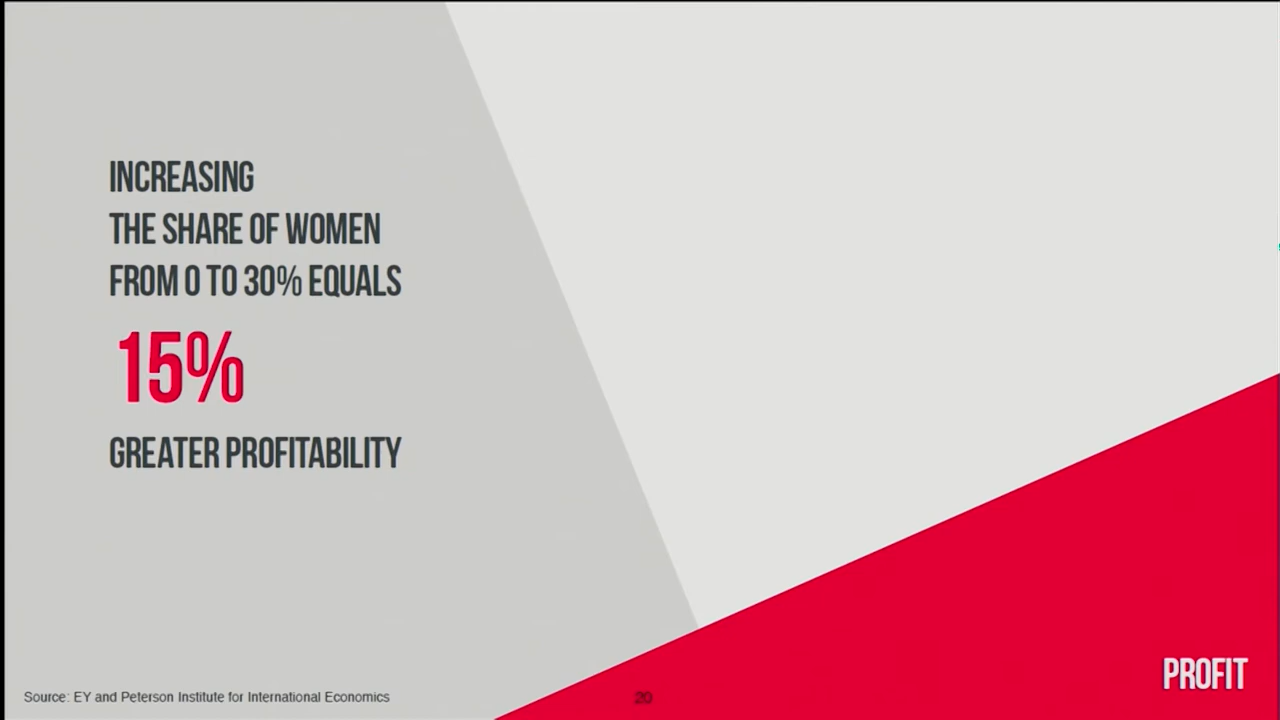 INCREASING
THE SHARE OF WOMEN
FROM 0 TO 30% EQUALS
15%
GREATER PROFITABILITY
Source: EY and Peterson Institute for International Economics
20
PROFIT